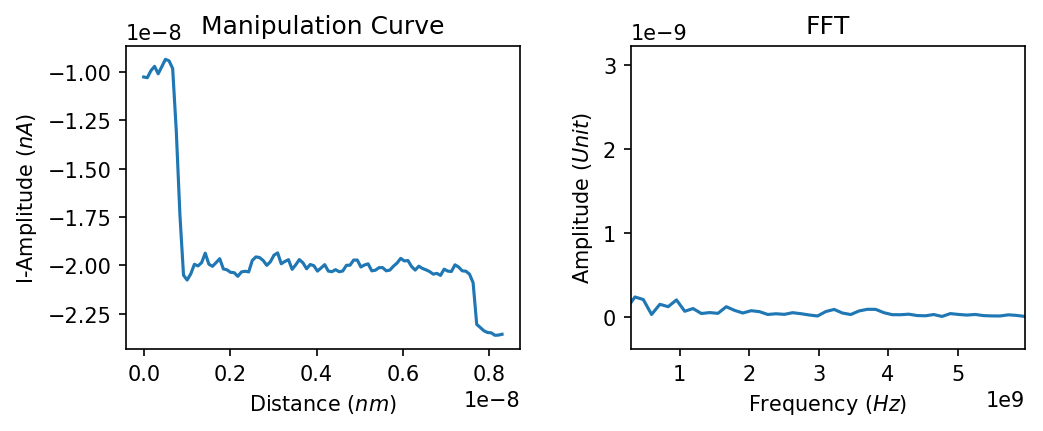 Manipulation Curve
1e−8
−1.00
−1.25
−1.50
−1.75
−2.00
−2.25
I-Amplitude (nA)
0.0 0.2 0.4 0.6 0.8
1e−8
Distance (nm)
FFT
1e−9
3
2
1
0
Amplitude (Unit)
1 2 3 4 5
1e9
Frequency (Hz)